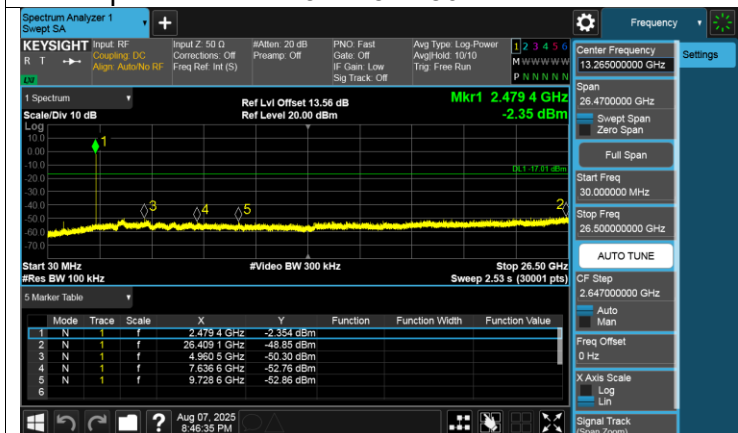 Spectrum Analyzer 1
Swept SA
Frequency
KEYSIGHT
R T
Input: RF
Coupling: DC
Align: Auto/No RF
Input Z: 50 Ω
Corrections: Off
Freq Ref: Int (S)
#Atten: 20 dB
Preamp: Off
PNO: Fast
Gate: Off
IF Gain: Low
Sig Track: Off
Avg Type: Log-Power
Avg|Hold: 10/10
Trig: Free Run
1 2 3 4 5 6
M W W W W W
P N N N N N
Settings
Center Frequency
13.265000000 GHz
Span
26.4700000 GHz
Swept Span
Zero Span
Full Span
Start Freq
30.000000 MHz
Stop Freq
26.500000000 GHz
AUTO TUNE
CF Step
2.647000000 GHz
Auto
Man
Freq Offset
0 Hz
X Axis Scale
Log
Lin
Signal Track
(Span Zoom)
1 Spectrum
Scale/Div 10 dB
Log
Ref Lvl Offset 13.56 dB
Ref Level 20.00 dBm
Mkr1 2.479 4 GHz
-2.35 dBm
10.0
0.00
-10.0
-20.0
-30.0
-40.0
-50.0
-60.0
-70.0
1
DL1 -17.01 dBm
3
4
5
2
Start 30 MHz
#Res BW 100 kHz
#Video BW 300 kHz
Stop 26.50 GHz
Sweep 2.53 s (30001 pts)
5 Marker Table
Mode Trace Scale X Y Function Function Width Function Value
1 N 1 f 2.479 4 GHz -2.354 dBm
2 N 1 f 26.409 1 GHz -48.85 dBm
3 N 1 f 4.960 5 GHz -50.30 dBm
4 N 1 f 7.636 6 GHz -52.76 dBm
5 N 1 f 9.728 6 GHz -52.86 dBm
6
?
Aug 07, 2025
8:46:35 PM